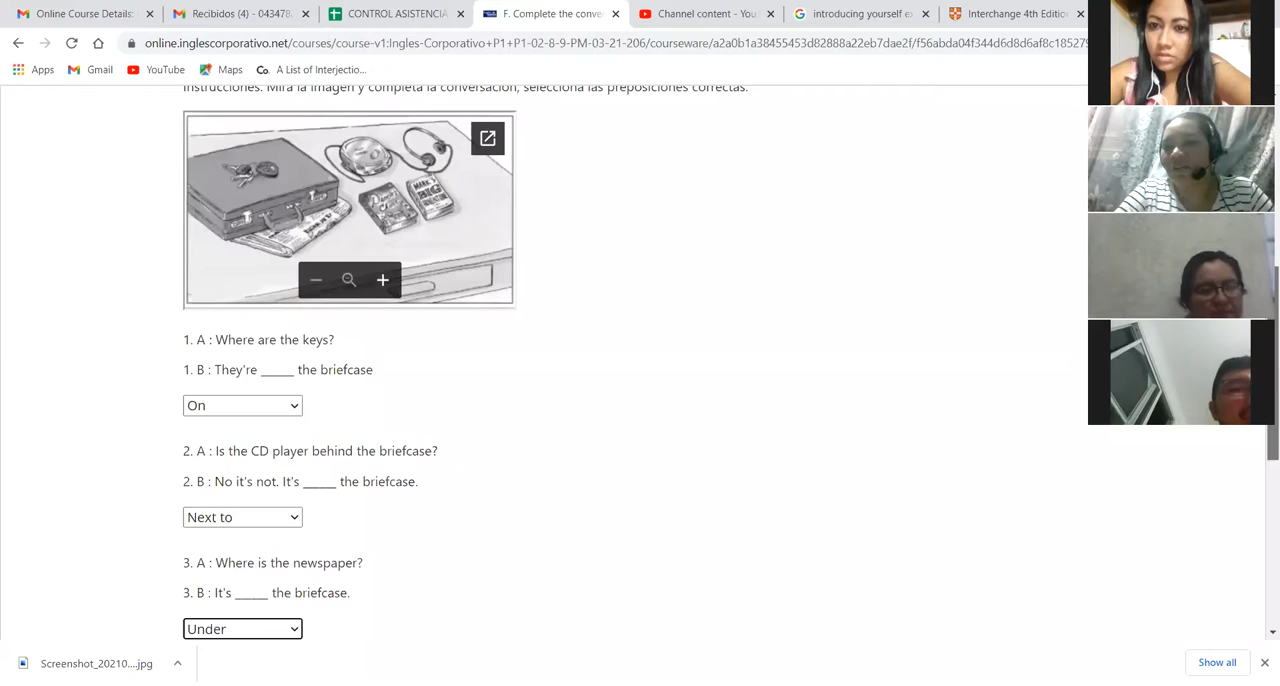 Online Course Details:
Recibidos (4) - 043478
CONTROL ASISTENCIA
F. Complete the conve
Channel content - You
introducing yourself ex
Interchange 4th Editio
online.inglescorporativo.net/courses/course-v1:Ingles-Corporativo+P1+P1-02-8-9-PM-03-21-206/courseware/a2a0b1a38455453d82888a22eb7dae2f/f56abda04f344d6d8d6af8c185279
Apps
Gmail
YouTube
Maps
Co.
A List of Interjectio...
Instrucciones. Mira la imagen y completa la conversación, selecciona las preposiciones correctas.
1. A : Where are the keys?
1. B : They're _____ the briefcase
On
2. A : Is the CD player behind the briefcase?
2. B : No it's not. It's _____ the briefcase.
Next to
3. A : Where is the newspaper?
3. B : It's _____ the briefcase.
Under
Screenshot_20210....jpg
Show all